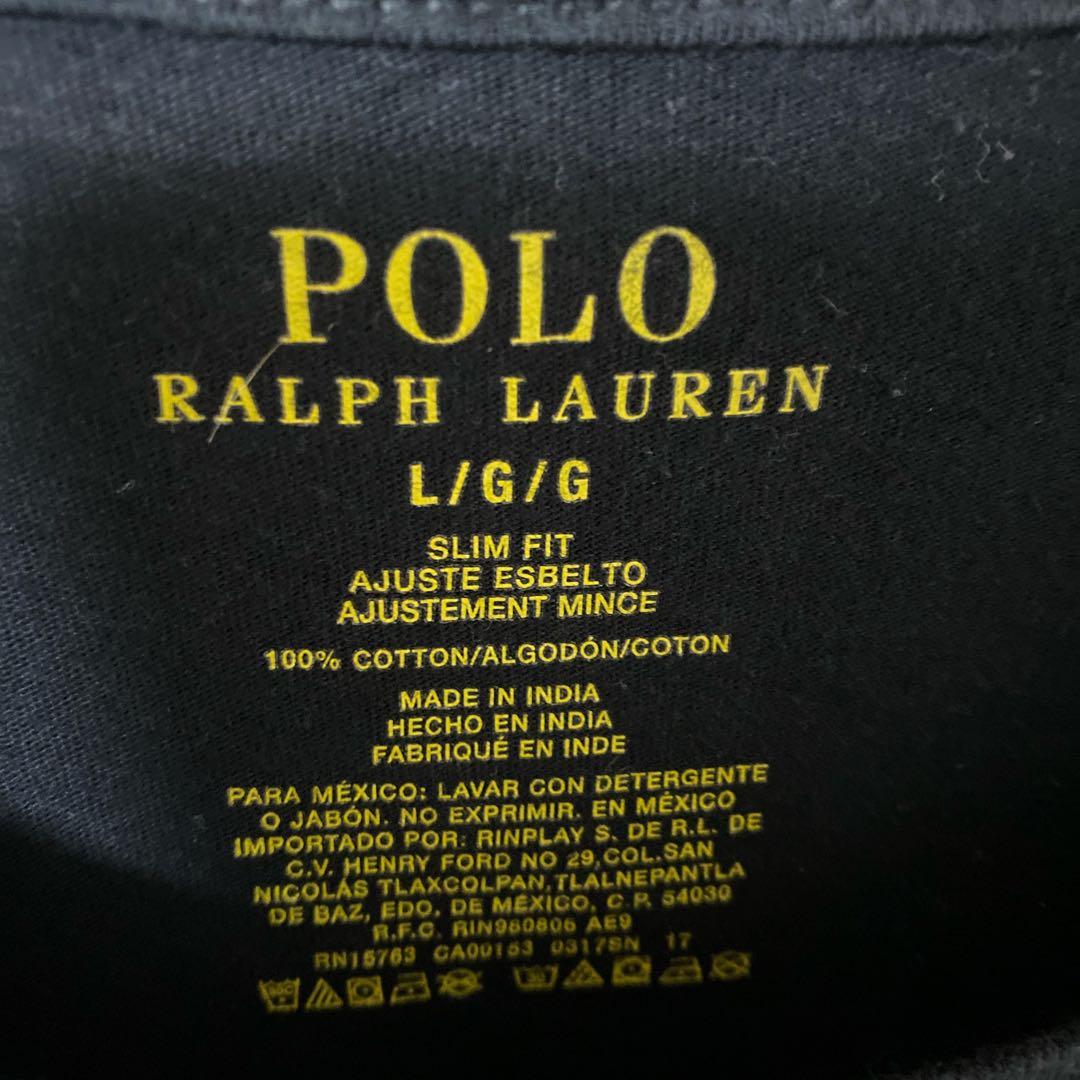 POLO
RALPH LAUREN
L/G/G
SLIM FIT
AJUSTE ESBELTO
AJUSTEMENT MINCE
100% COTTON/ALGODÓN/COTON
MADE IN INDIA
HECHO EN INDIA
FABRIQUÉ EN INDE
PARA MÉXICO: LAVAR CON DETERGENTE
O JABÓN. NO EXPRIMIR. EN MÉXICO
IMPORTADO POR: RINPLAY S. DE R.L. DE
C.V. HENRY FORD NO 29,COL.SAN
NICOLÁS TLAXCOLPAN,TLALNEPANTLA
DE BAZ, EDO. DE MÉXICO, C.P. 54030
R.F.C. RIN980806 AE9
RN15763 CA00153 0317SN 17